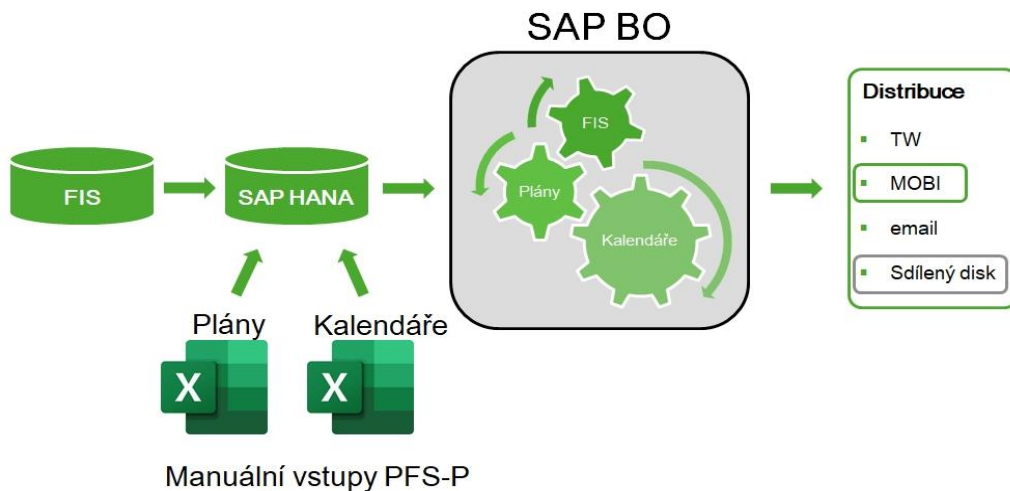 SAP BO
FIS
SAP HANA
FIS
Plány
Kalendáře
Distribuce
TW
MOBI
email
Sdílený disk
Plány
Kalendáře
X
X
Manuální vstupy PFS-P